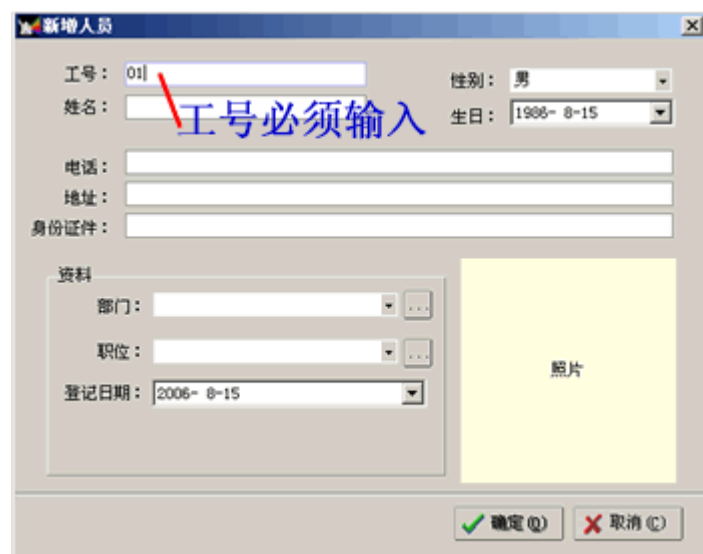 新增人员
工号： 01
性别： 男
姓名：
工号必须输入
生日： 1986- 8-15
电话：
地址：
身份证件：
资料
部门： ...
职位： ...
登记日期： 2006- 8-15
照片
确定(O) 取消(C)